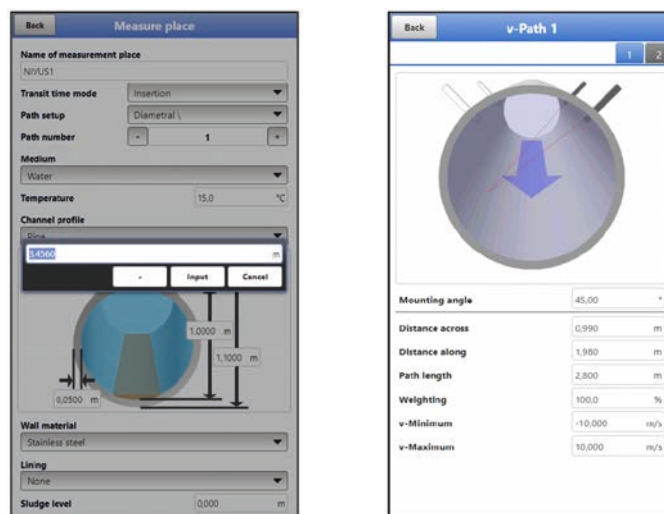 Back Measure place
Name of measurement place
NIVUS1
Transit time mode Insertion
Path setup Diametral \
Path number - 1 +
Medium
Water
Temperature 15,0 °C
Channel profile
Pipe
3.4560 m
- Input Cancel
1,0000 m
1,1000 m
0,0500 m
Wall material
Stainless steel
Lining
None
Sludge level 0,000 m
Back v-Path 1
1 2
Mounting angle 45,00 °
Distance across 0,990 m
Distance along 1,980 m
Path length 2,800 m
Weighting 100,0 %
v-Minimum -10,000 m/s
v-Maximum 10,000 m/s